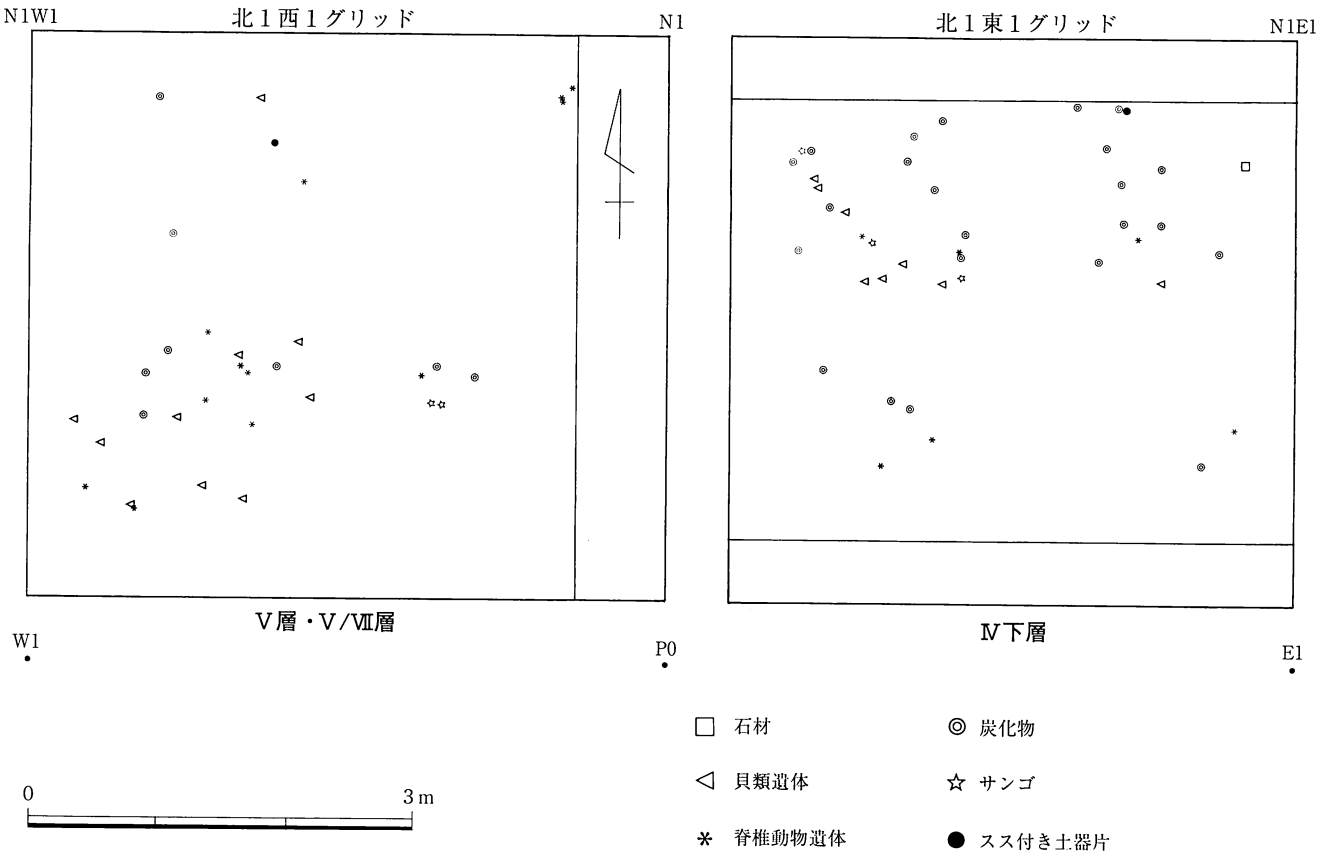 N1W1
北1西1グリッド
N1
北1東1グリッド
N1E1
Ⅴ層・Ⅴ/Ⅶ層
Ⅳ下層
W1
P0
E1
石材
炭化物
貝類遺体
サンゴ
脊椎動物遺体
スス付き土器片
0
3m